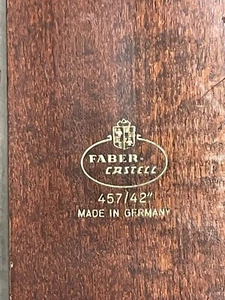 FABER-
CASTELL
457/42"
MADE IN GERMANY